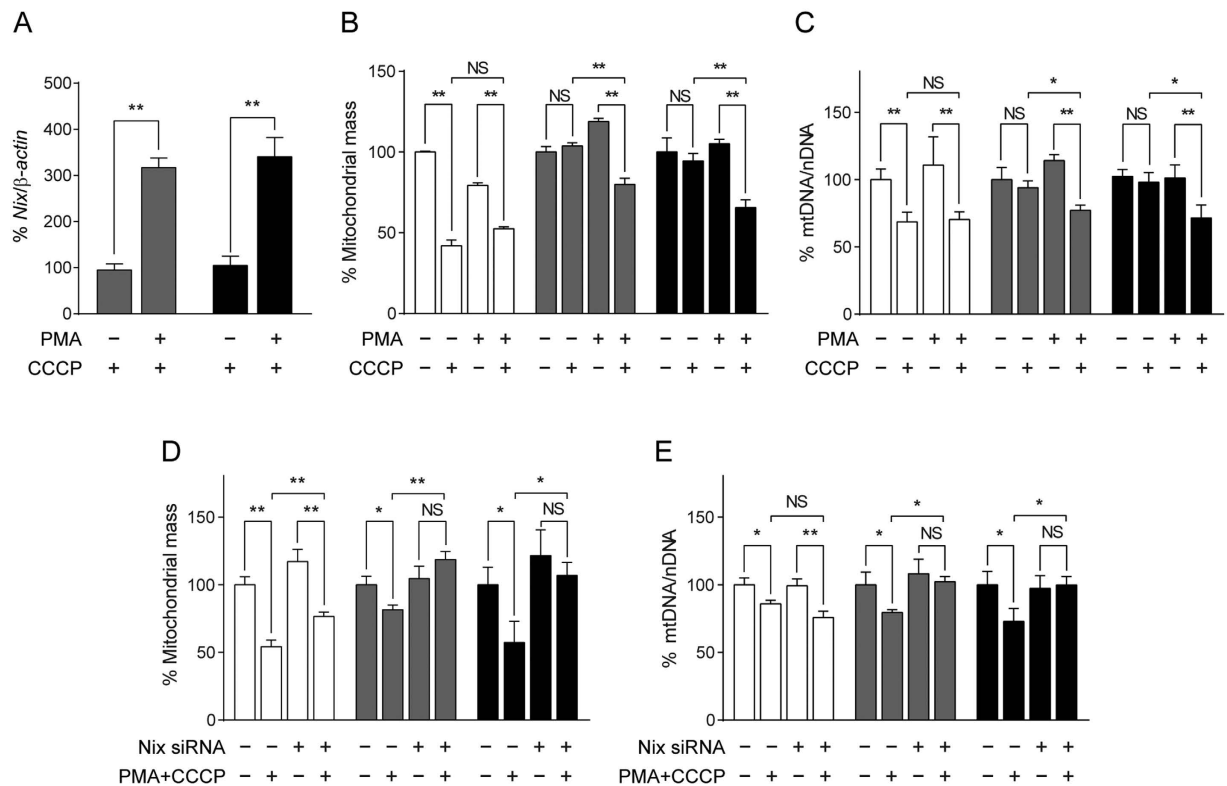 A
500
400
300
200
100
0
% Nix/β-actin
** **
PMA − + − +
CCCP + + + +
B
150
100
50
0
% Mitochondrial mass
NS ** **
** ** NS ** NS **
PMA − − + + − − + + − − + +
CCCP − + − + − + − + − + − +
C
150
100
50
0
% mtDNA/nDNA
NS * *
** ** NS ** NS **
PMA − − + + − − + + − − + +
CCCP − + − + − + − + − + − +
D
150
100
50
0
% Mitochondrial mass
** ** *
** ** * NS * NS
Nix siRNA − − + + − − + + − − + +
PMA+CCCP − + − + − + − + − + − +
E
150
100
50
0
% mtDNA/nDNA
NS * *
* ** * NS * NS
Nix siRNA − − + + − − + + − − + +
PMA+CCCP − + − + − + − + − + − +